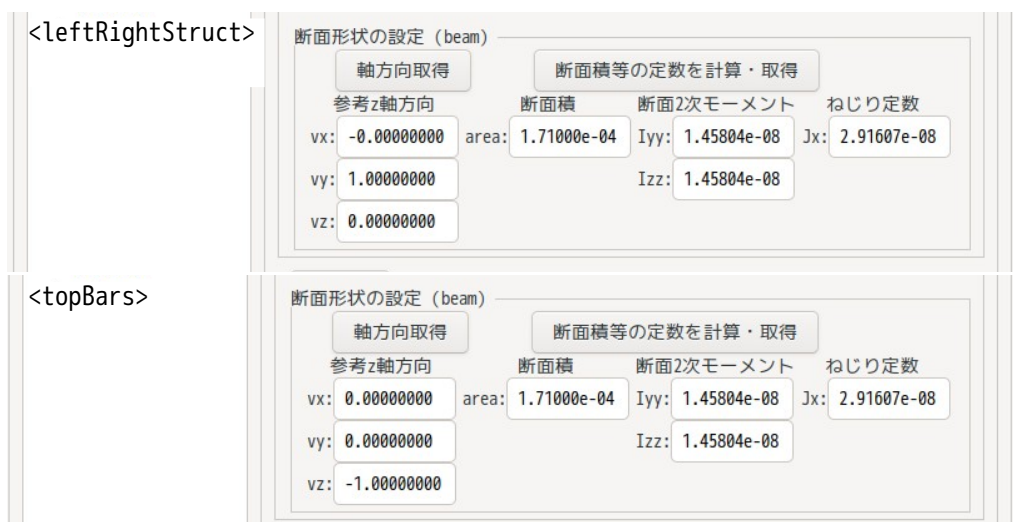 <leftRightStruct>
断面形状の設定 (beam)
軸方向取得 断面積等の定数を計算・取得
参考z軸方向 断面積 断面2次モーメント ねじり定数
vx: -0.00000000 area: 1.71000e-04 Iyy: 1.45804e-08 Jx: 2.91607e-08
vy: 1.00000000 Izz: 1.45804e-08
vz: 0.00000000
<topBars>
断面形状の設定 (beam)
軸方向取得 断面積等の定数を計算・取得
参考z軸方向 断面積 断面2次モーメント ねじり定数
vx: 0.00000000 area: 1.71000e-04 Iyy: 1.45804e-08 Jx: 2.91607e-08
vy: 0.00000000 Izz: 1.45804e-08
vz: -1.00000000